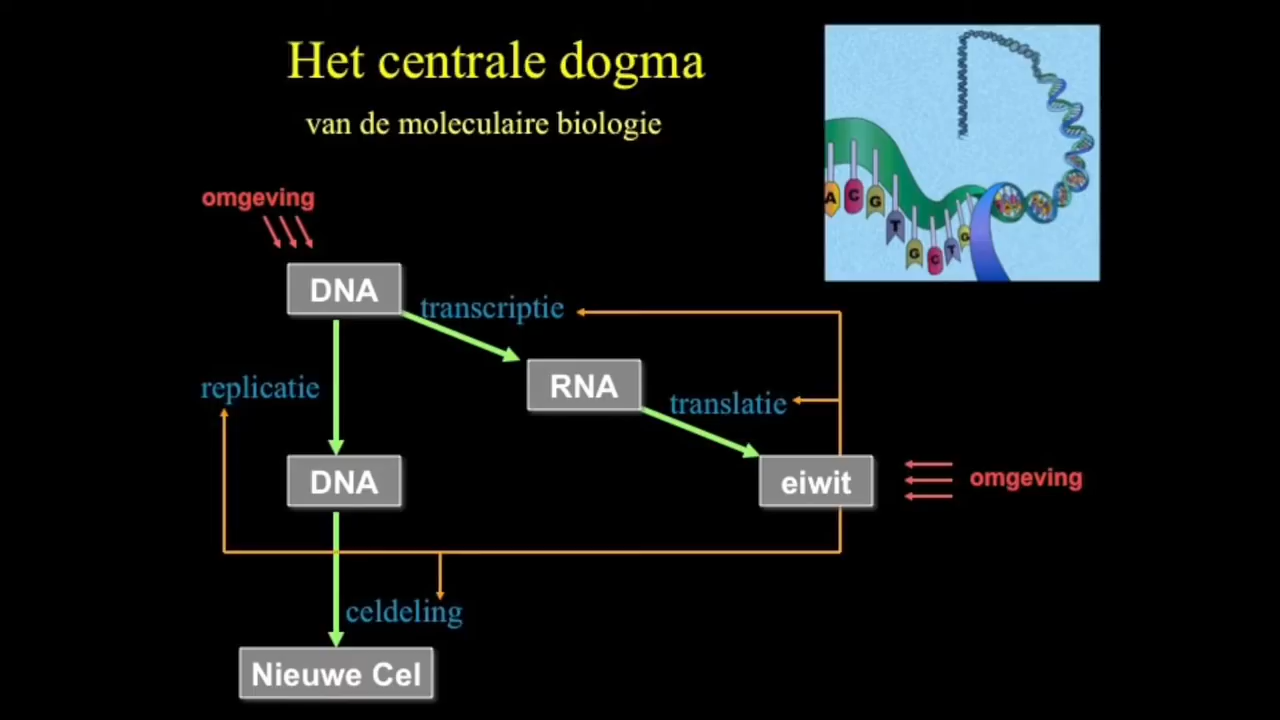 Het centrale dogma
van de moleculaire biologie
omgeving
DNA
transcriptie
RNA
replicatie
translatie
DNA
eiwit
omgeving
celdeling
Nieuwe Cel
A
C
G
T
G
C
T
G